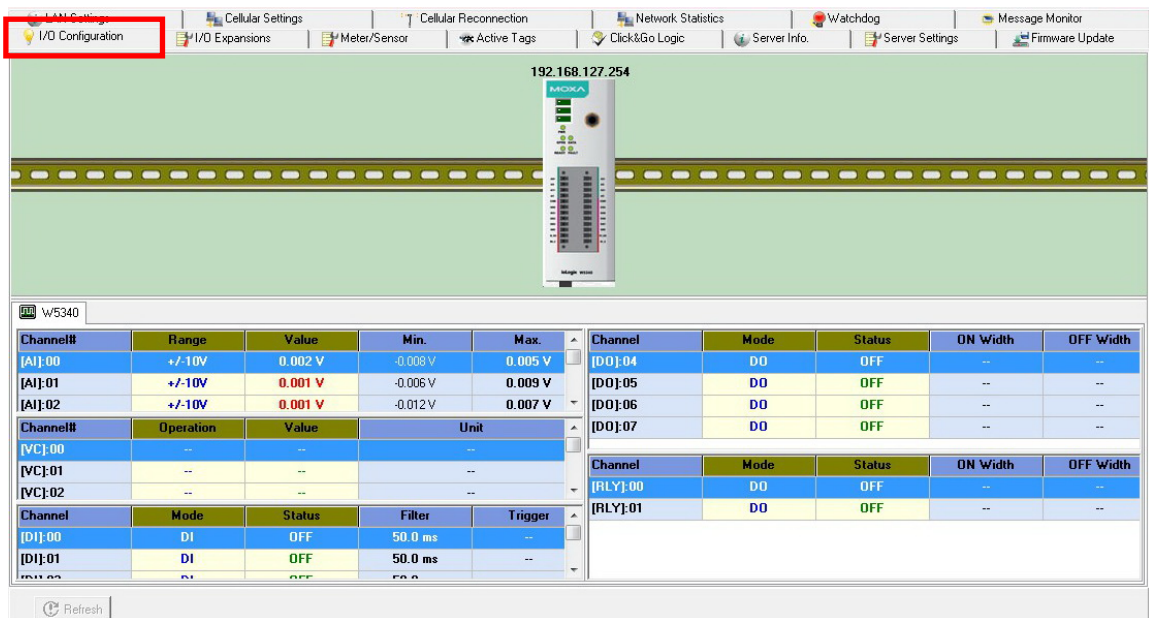 LAN Settings Cellular Settings Cellular Reconnection Network Statistics Watchdog Message Monitor
I/O Configuration I/O Expansions Meter/Sensor Active Tags Click&Go Logic Server Info. Server Settings Firmware Update
192.168.127.254
MOXA
W5340
Channel# Range Value Min. Max.
[AI]:00 +/-10V 0.002 V -0.008 V 0.005 V
[AI]:01 +/-10V 0.001 V -0.006 V 0.009 V
[AI]:02 +/-10V 0.001 V -0.012 V 0.007 V
Channel# Operation Value Unit
[VC]:00 -- -- --
[VC]:01 -- -- --
[VC]:02 -- -- --
Channel Mode Status Filter Trigger
[DI]:00 DI OFF 50.0 ms --
[DI]:01 DI OFF 50.0 ms --
Channel Mode Status ON Width OFF Width
[DO]:04 DO OFF -- --
[DO]:05 DO OFF -- --
[DO]:06 DO OFF -- --
[DO]:07 DO OFF -- --
Channel Mode Status ON Width OFF Width
[RLY]:00 DO OFF -- --
[RLY]:01 DO OFF -- --
Refresh